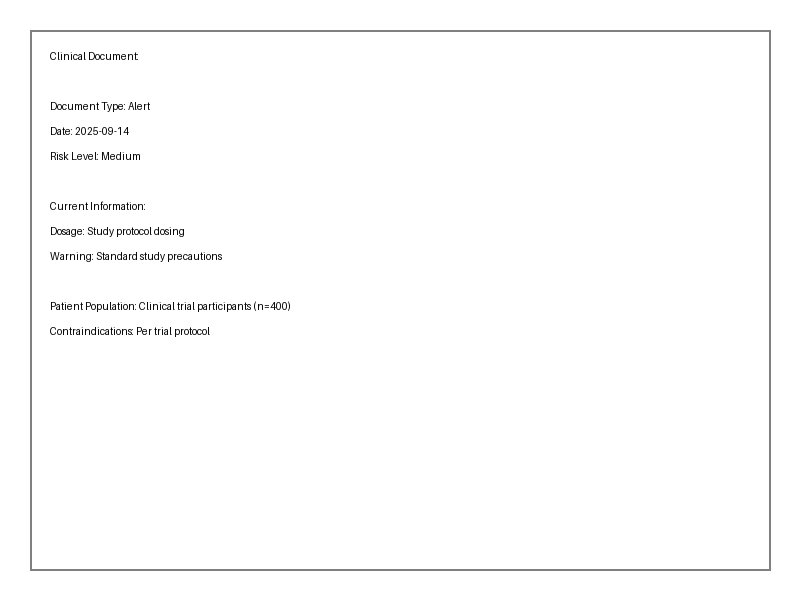 Clinical Document
Document Type: Alert
Date: 2025-09-14
Risk Level: Medium
Current Information:
Dosage: Study protocol dosing
Warning: Standard study precautions
Patient Population: Clinical trial participants (n=400)
Contraindications: Per trial protocol